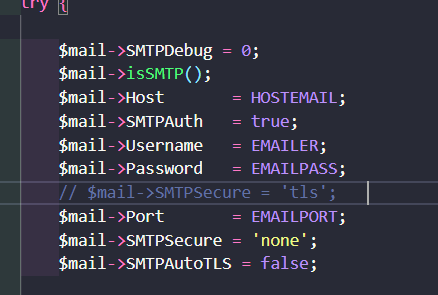 try {
$mail->SMTPDebug = 0;
$mail->isSMTP();
$mail->Host       = HOSTEMAIL;
$mail->SMTPAuth   = true;
$mail->Username   = EMAILER;
$mail->Password   = EMAILPASS;
// $mail->SMTPSecure = 'tls';
$mail->Port       = EMAILPORT;
$mail->SMTPSecure = 'none';
$mail->SMTPAutoTLS = false;